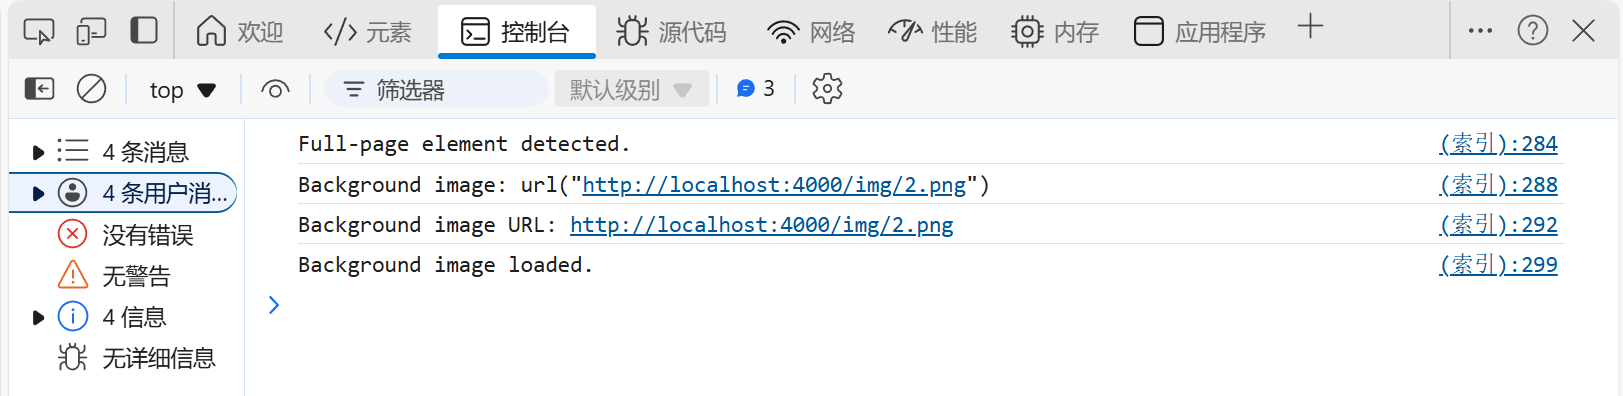 欢迎 元素 控制台 源代码 网络 性能 内存 应用程序
top 筛选器 默认级别 3
4 条消息
4 条用户消...
没有错误
无警告
4 信息
无详细信息
Full-page element detected. (索引):284
Background image: url("http://localhost:4000/img/2.png") (索引):288
Background image URL: http://localhost:4000/img/2.png (索引):292
Background image loaded. (索引):299